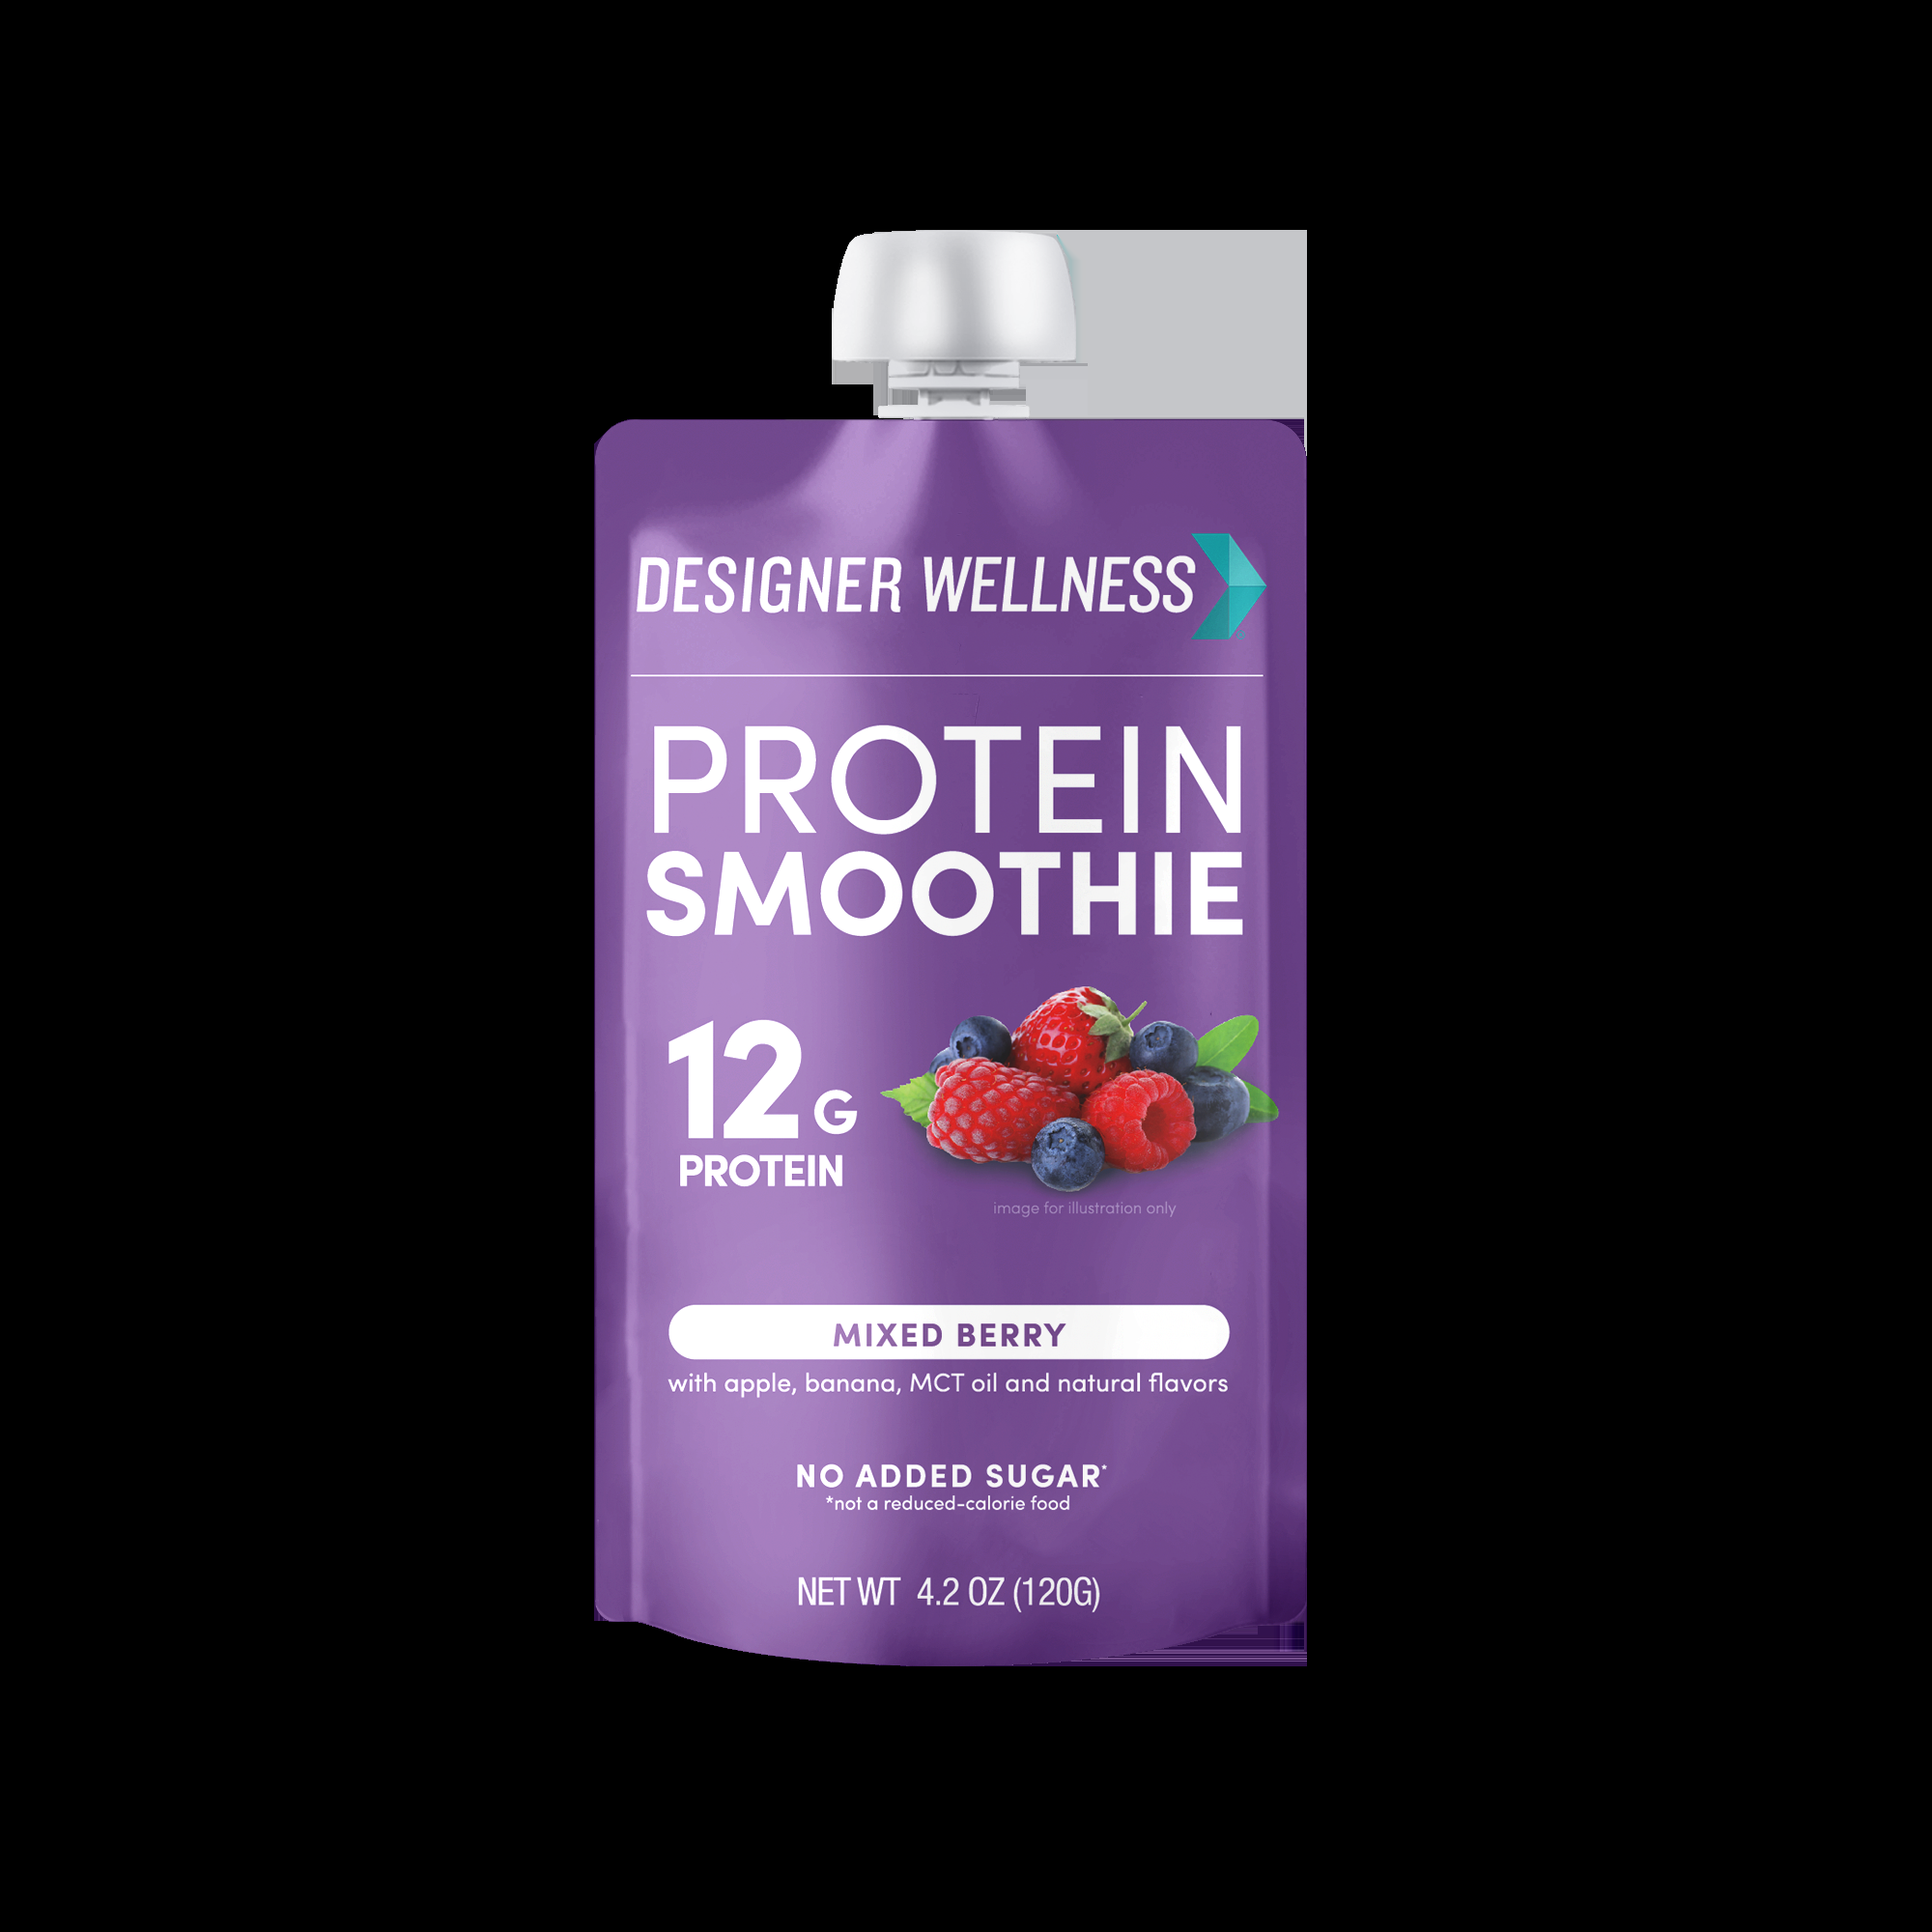 DESIGNER WELLNESS
PROTEIN
SMOOTHIE
12 G
PROTEIN
image for illustration only
MIXED BERRY
with apple, banana, MCT oil and natural flavors
NO ADDED SUGAR*
*not a reduced-calorie food
NET WT 4.2 OZ (120G)